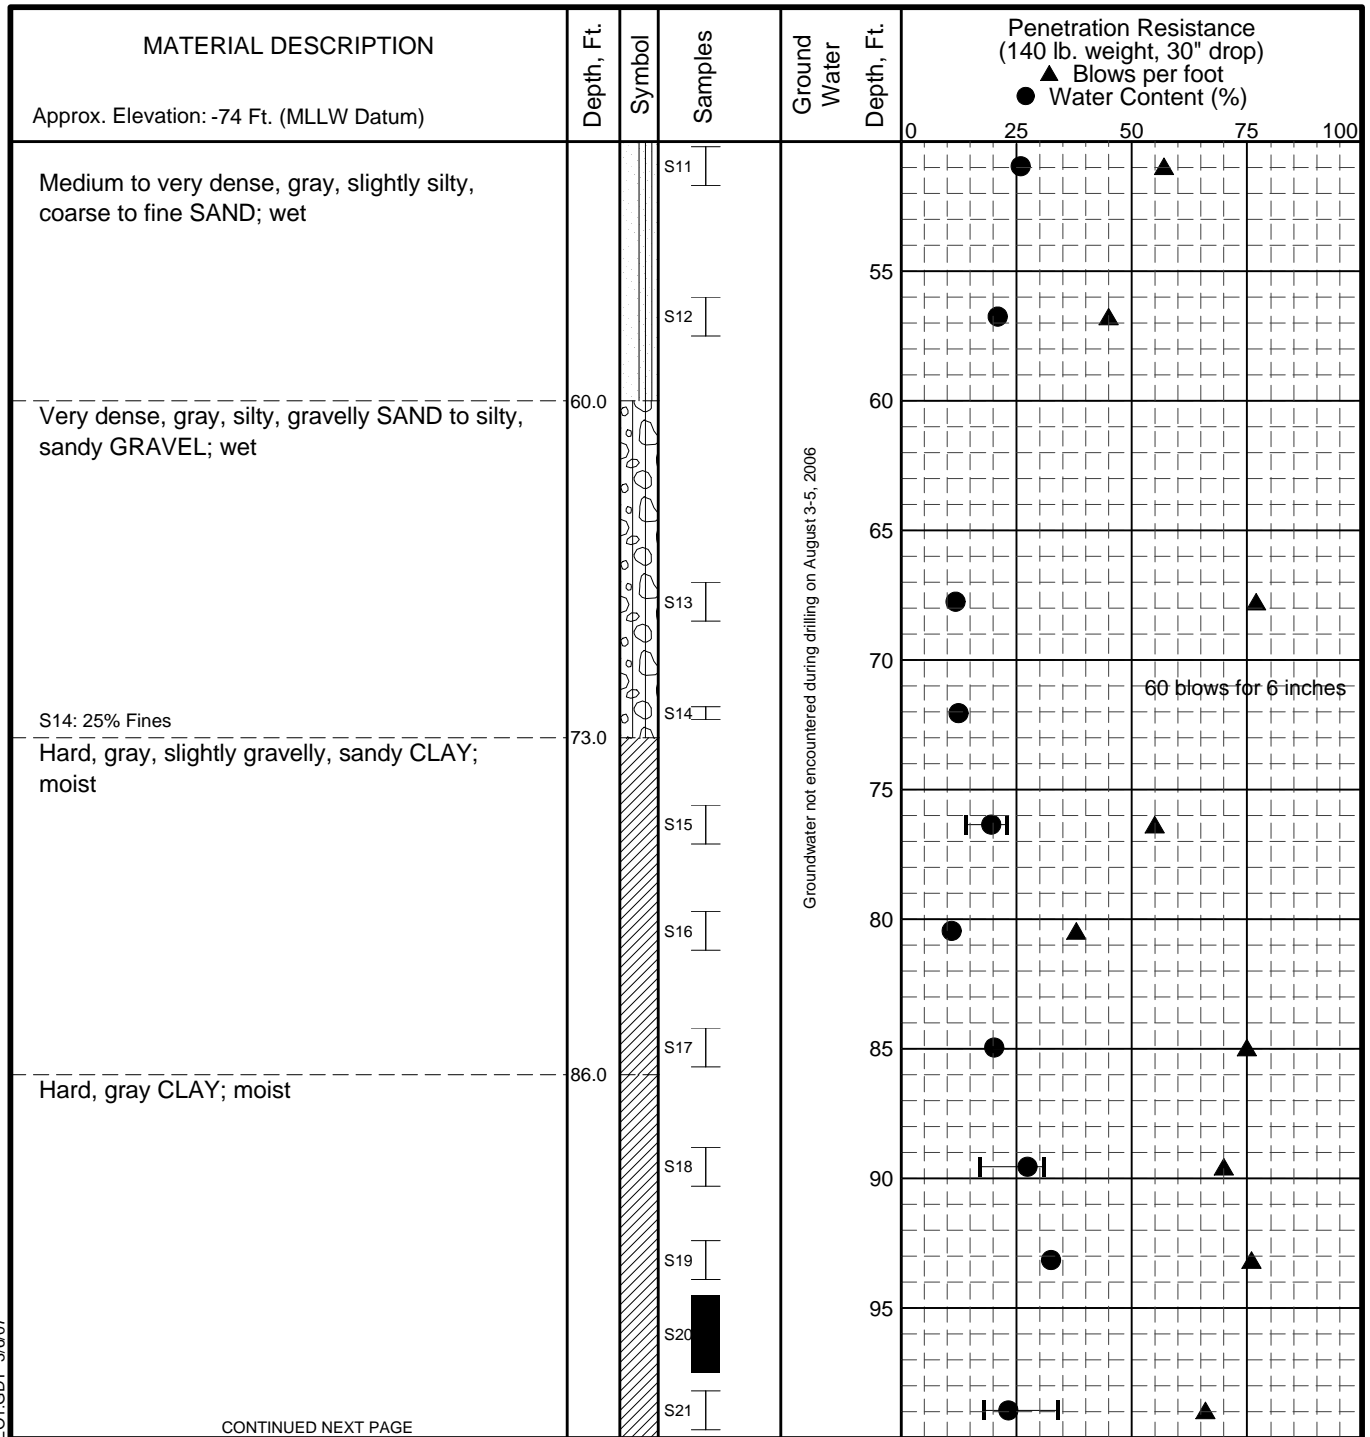 MATERIAL DESCRIPTION
Approx. Elevation: -74 Ft. (MLLW Datum)
Depth, Ft.
Symbol
Samples
Ground
Water
Depth, Ft.
Penetration Resistance
(140 lb. weight, 30" drop)
▲ Blows per foot
● Water Content (%)
0 25 50 75 100
Medium to very dense, gray, slightly silty,
coarse to fine SAND; wet
S11
55
S12
60.0
60
Very dense, gray, silty, gravelly SAND to silty,
sandy GRAVEL; wet
Groundwater not encountered during drilling on August 3-5, 2006
65
S13
70
60 blows for 6 inches
S14
S14: 25% Fines
73.0
Hard, gray, slightly gravelly, sandy CLAY;
moist
75
S15
80
S16
85
S17
86.0
Hard, gray CLAY; moist
S18
90
S19
95
S20
S21
CONTINUED NEXT PAGE